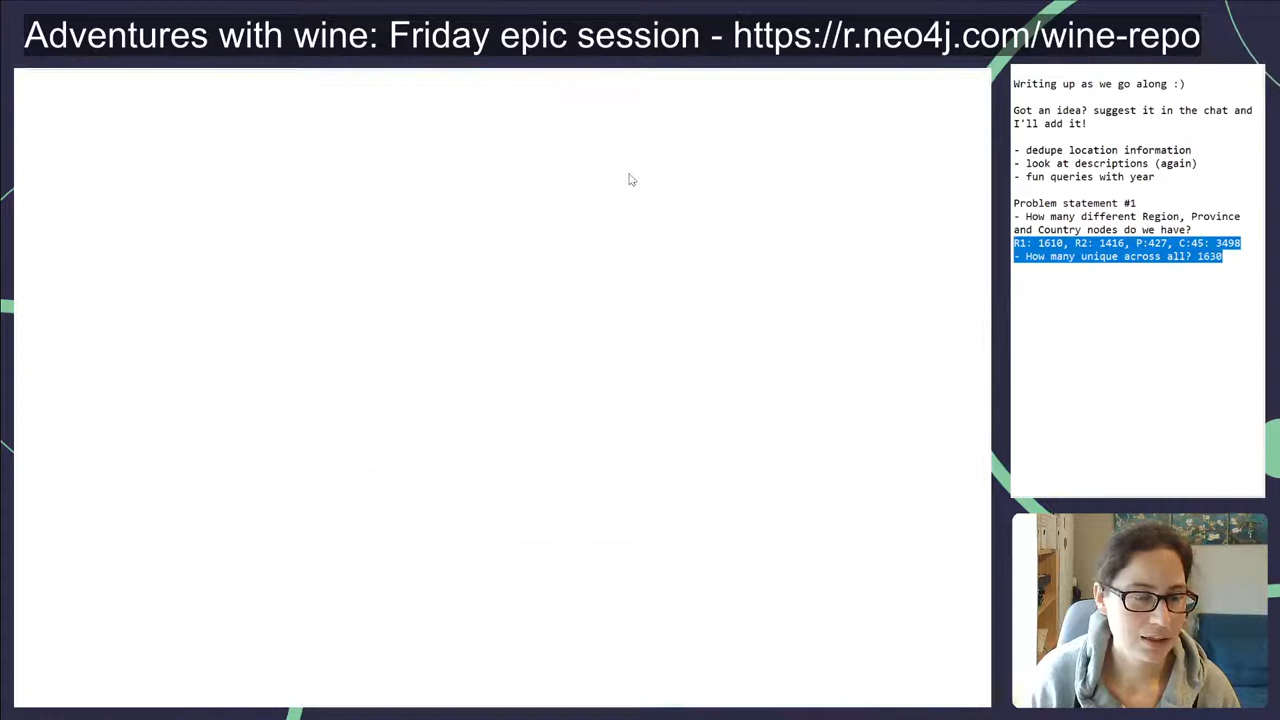 Adventures with wine: Friday epic session - https://r.neo4j.com/wine-repo
Writing up as we go along :)
Got an idea? suggest it in the chat and
I'll add it!
- dedupe location information
- look at descriptions (again)
- fun queries with year
Problem statement #1
- How many different Region, Province
and Country nodes do we have?
R1: 1610, R2: 1416, P:427, C:45: 3498
- How many unique across all? 1630